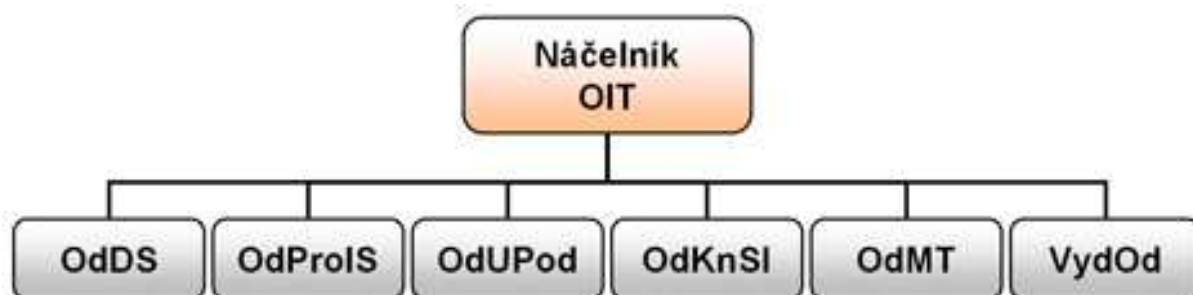 Náčelník
OIT
OdDS
OdProIS
OdUPod
OdKnSl
OdMT
VydOd